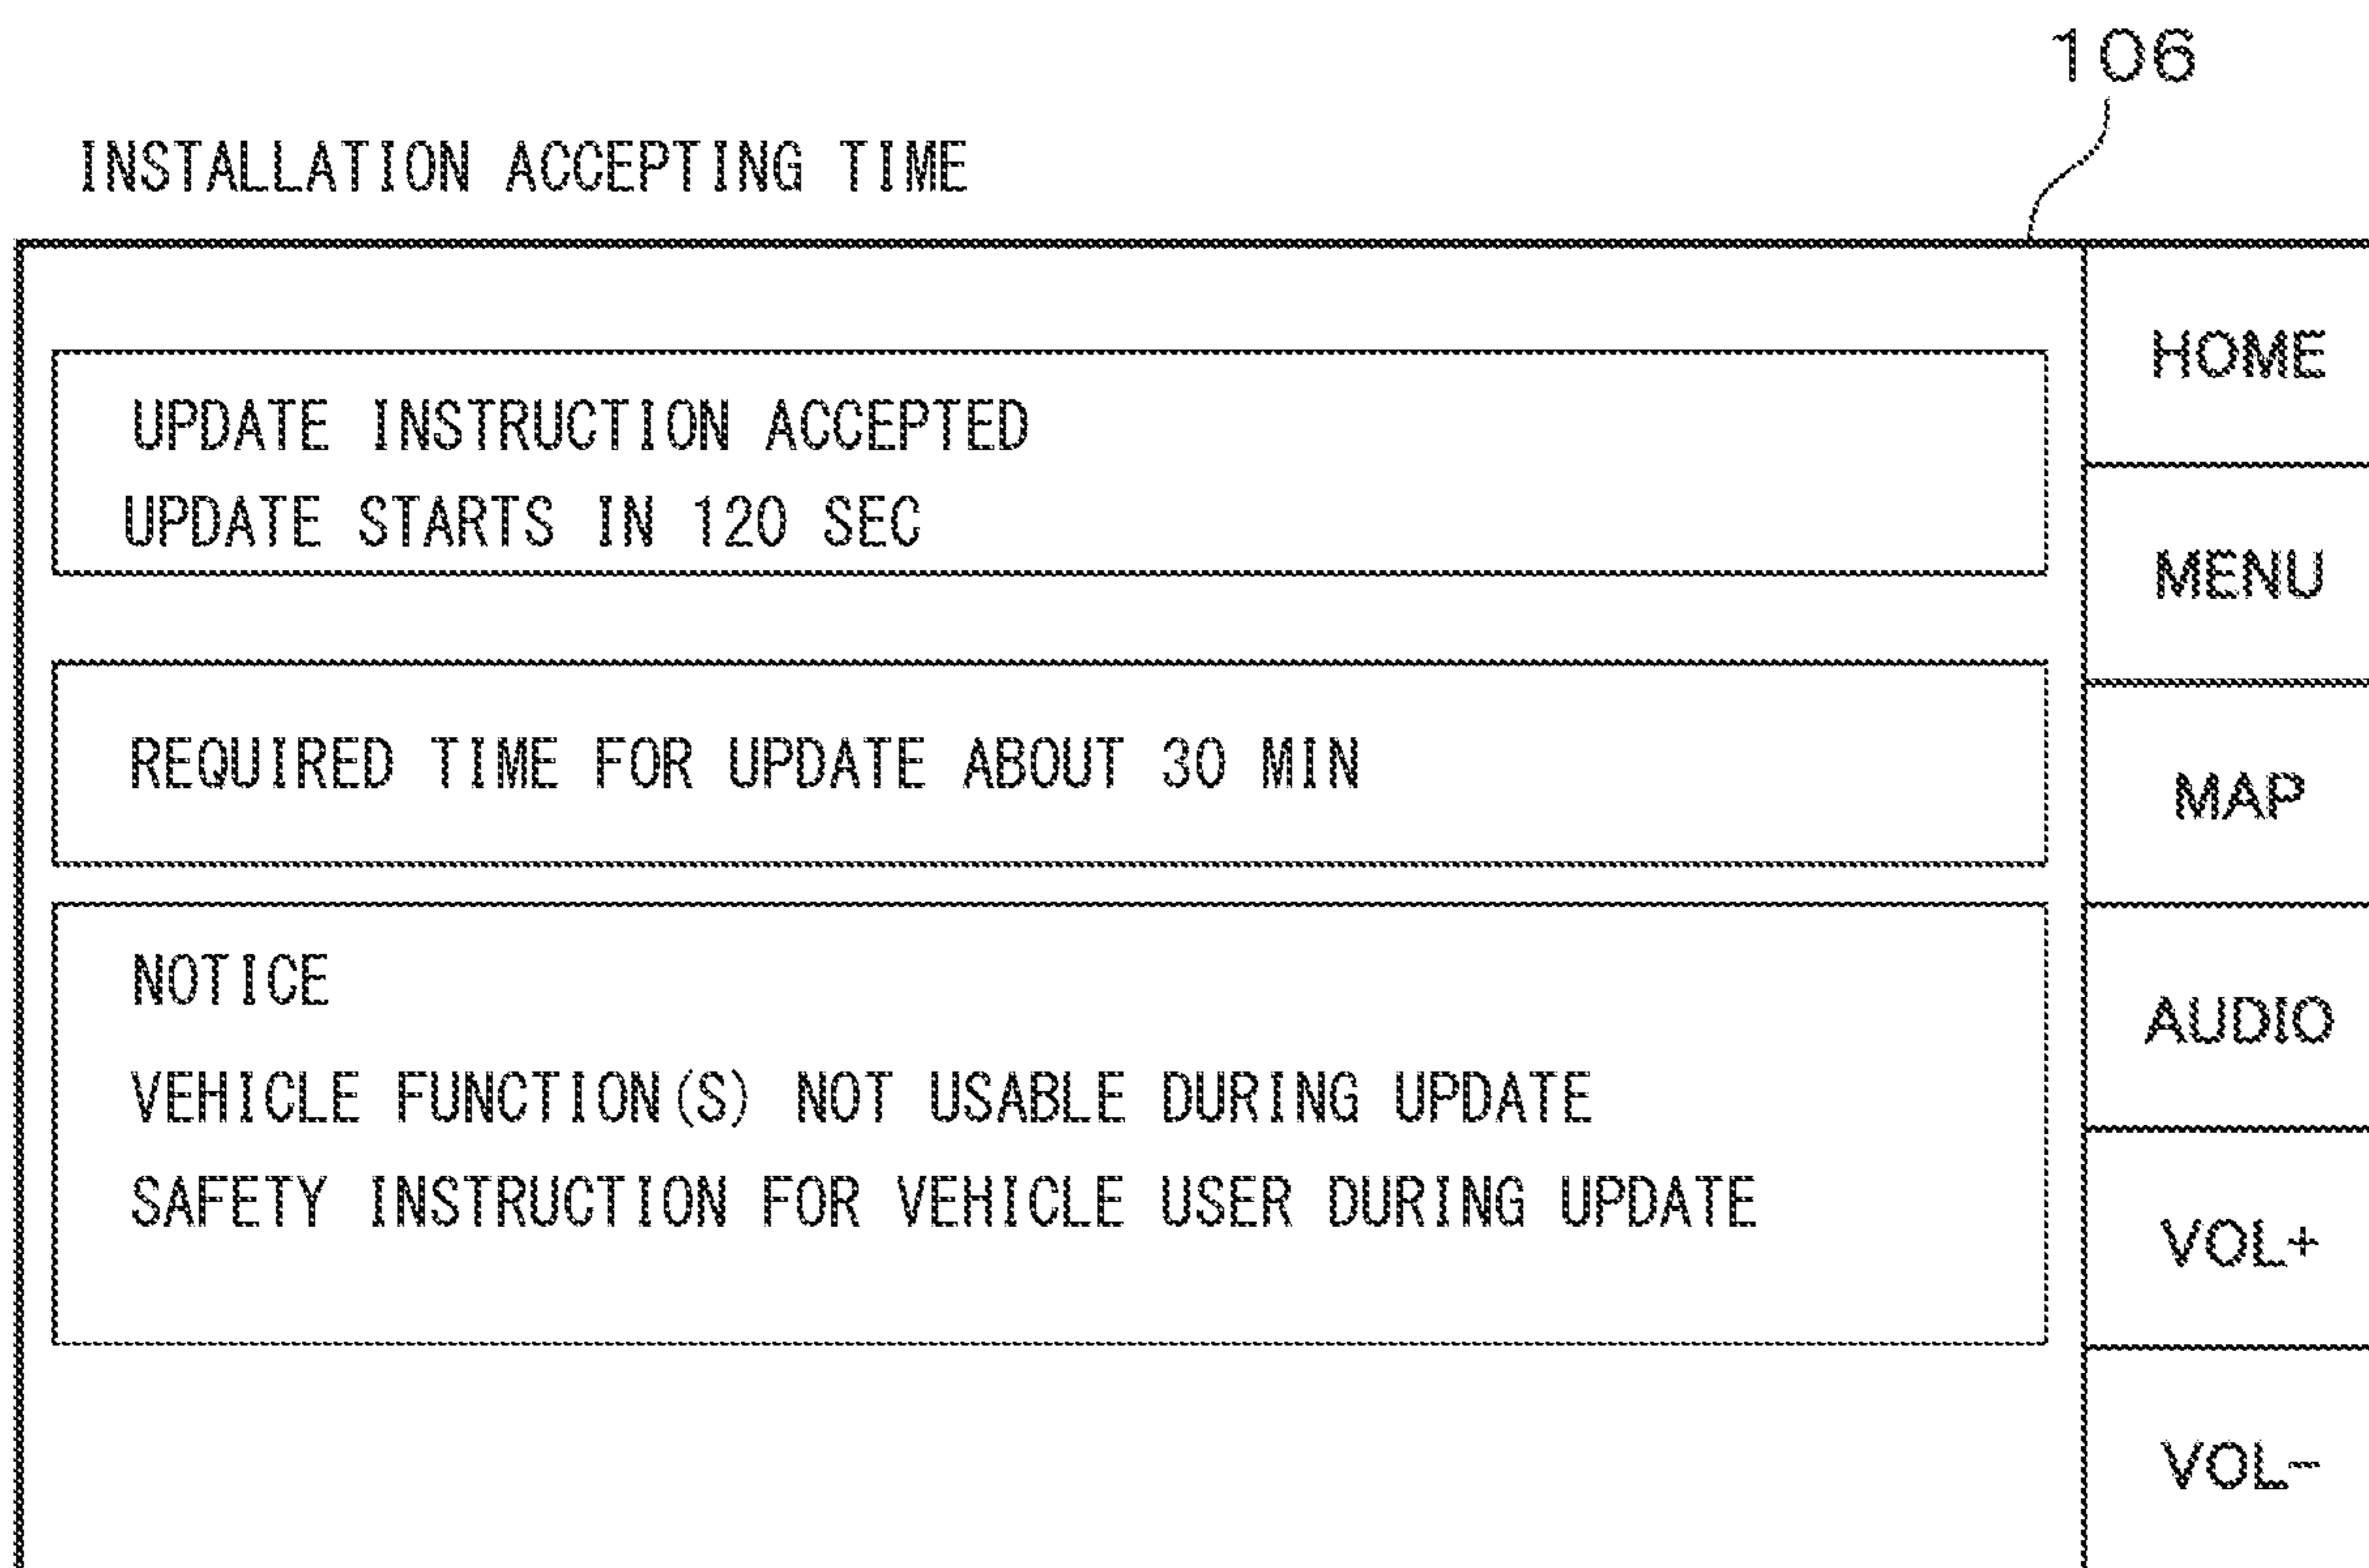 106
INSTALLATION ACCEPTING TIME
UPDATE INSTRUCTION ACCEPTED
UPDATE STARTS IN 120 SEC
REQUIRED TIME FOR UPDATE ABOUT 30 MIN
NOTICE
VEHICLE FUNCTION(S) NOT USABLE DURING UPDATE
SAFETY INSTRUCTION FOR VEHICLE USER DURING UPDATE
HOME
MENU
MAP
AUDIO
VOL+
VOL-